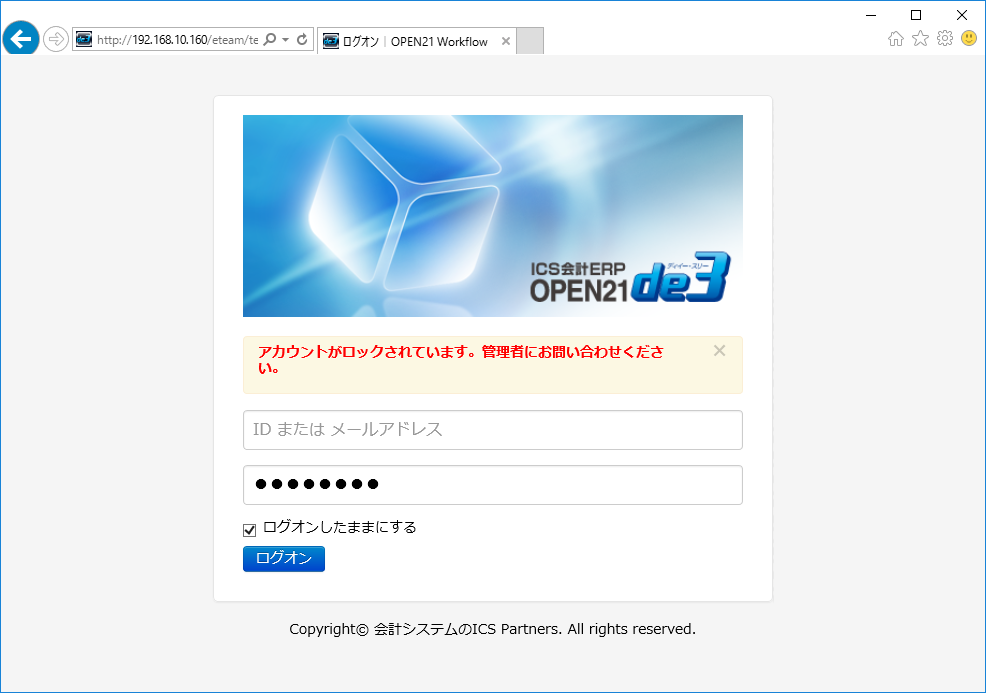 http://192.168.10.160/eteam/te
ログオン | OPEN21 Workflow
ICS会計ERP
ディイー・スリー
OPEN21 de3
アカウントがロックされています。管理者にお問い合わせくださ
い。
ID または メールアドレス
ログオンしたままにする
ログオン
Copyright© 会計システムのICS Partners. All rights reserved.